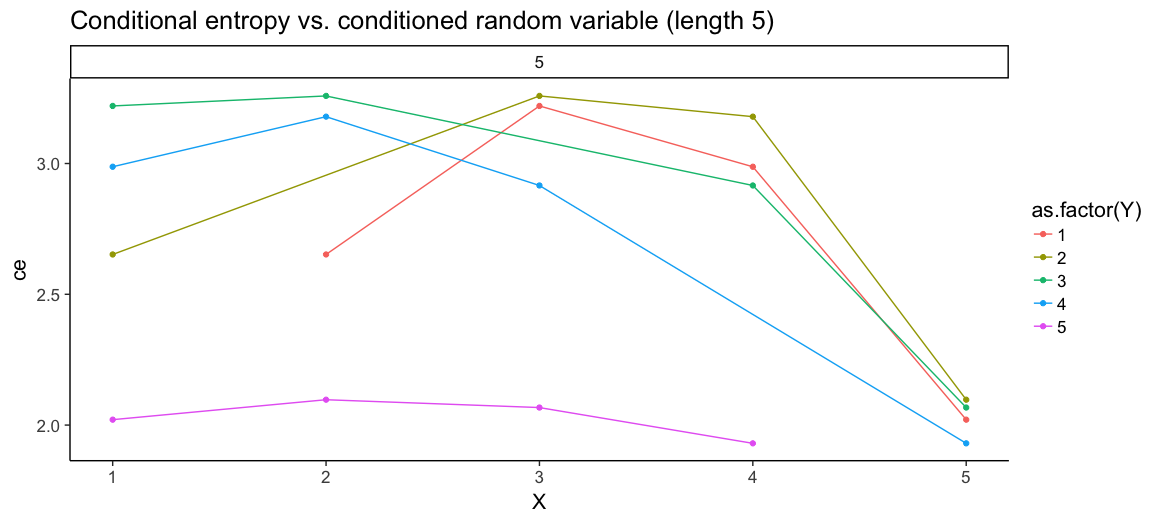 Conditional entropy vs. conditioned random variable (length 5)
5
3.0
2.5
2.0
ce
1 2 3 4 5
X
as.factor(Y)
1
2
3
4
5